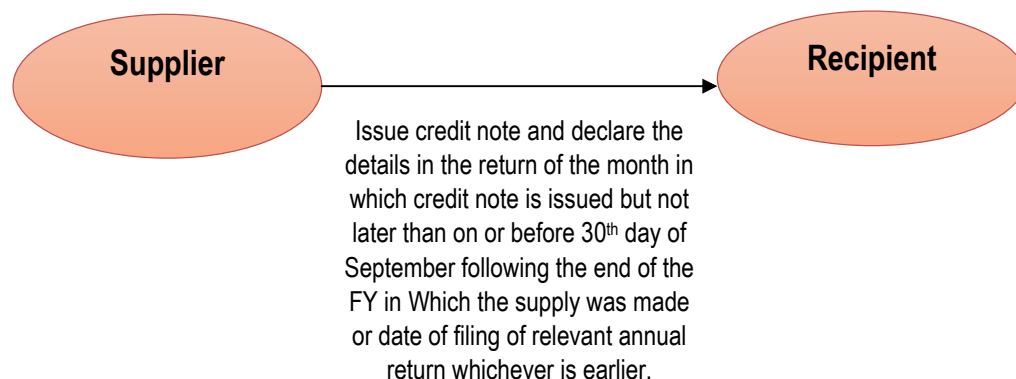 Supplier
Recipient
Issue credit note and declare the
details in the return of the month in
which credit note is issued but not
later than on or before 30th day of
September following the end of the
FY in Which the supply was made
or date of filing of relevant annual
return whichever is earlier.